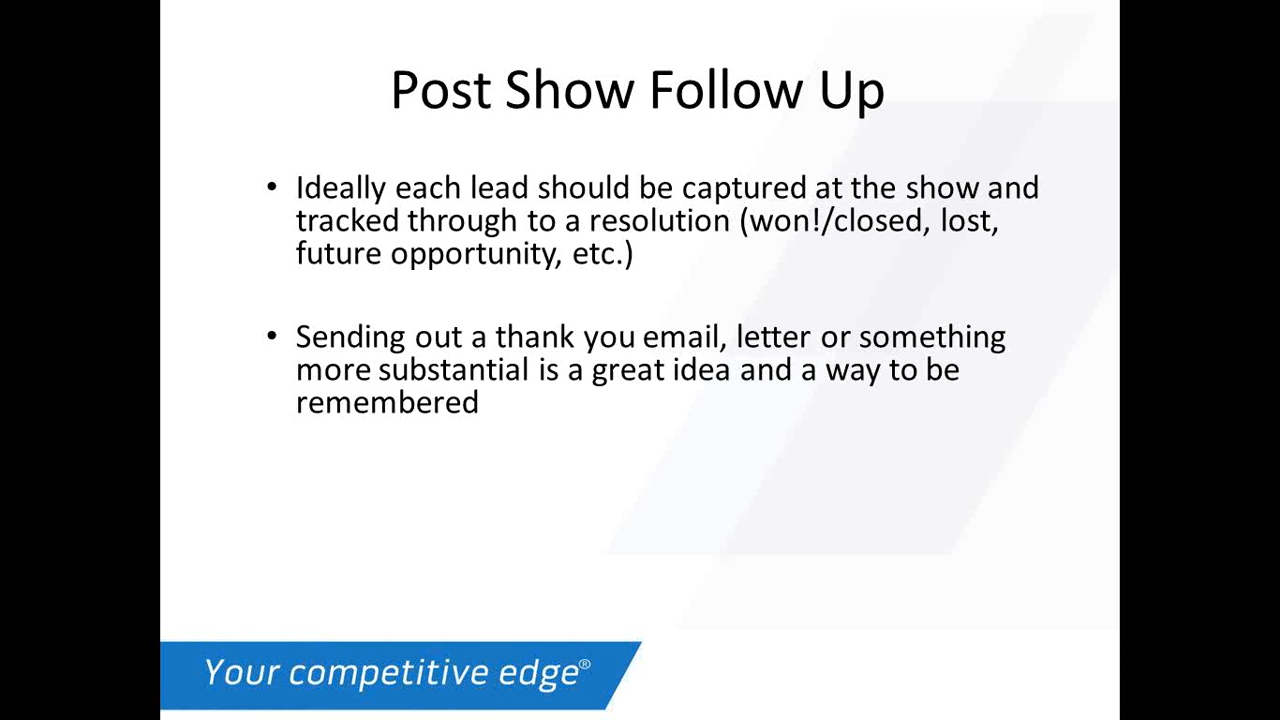 Post Show Follow Up
• Ideally each lead should be captured at the show and
tracked through to a resolution (won!/closed, lost,
future opportunity, etc.)
• Sending out a thank you email, letter or something
more substantial is a great idea and a way to be
remembered
Your competitive edge®